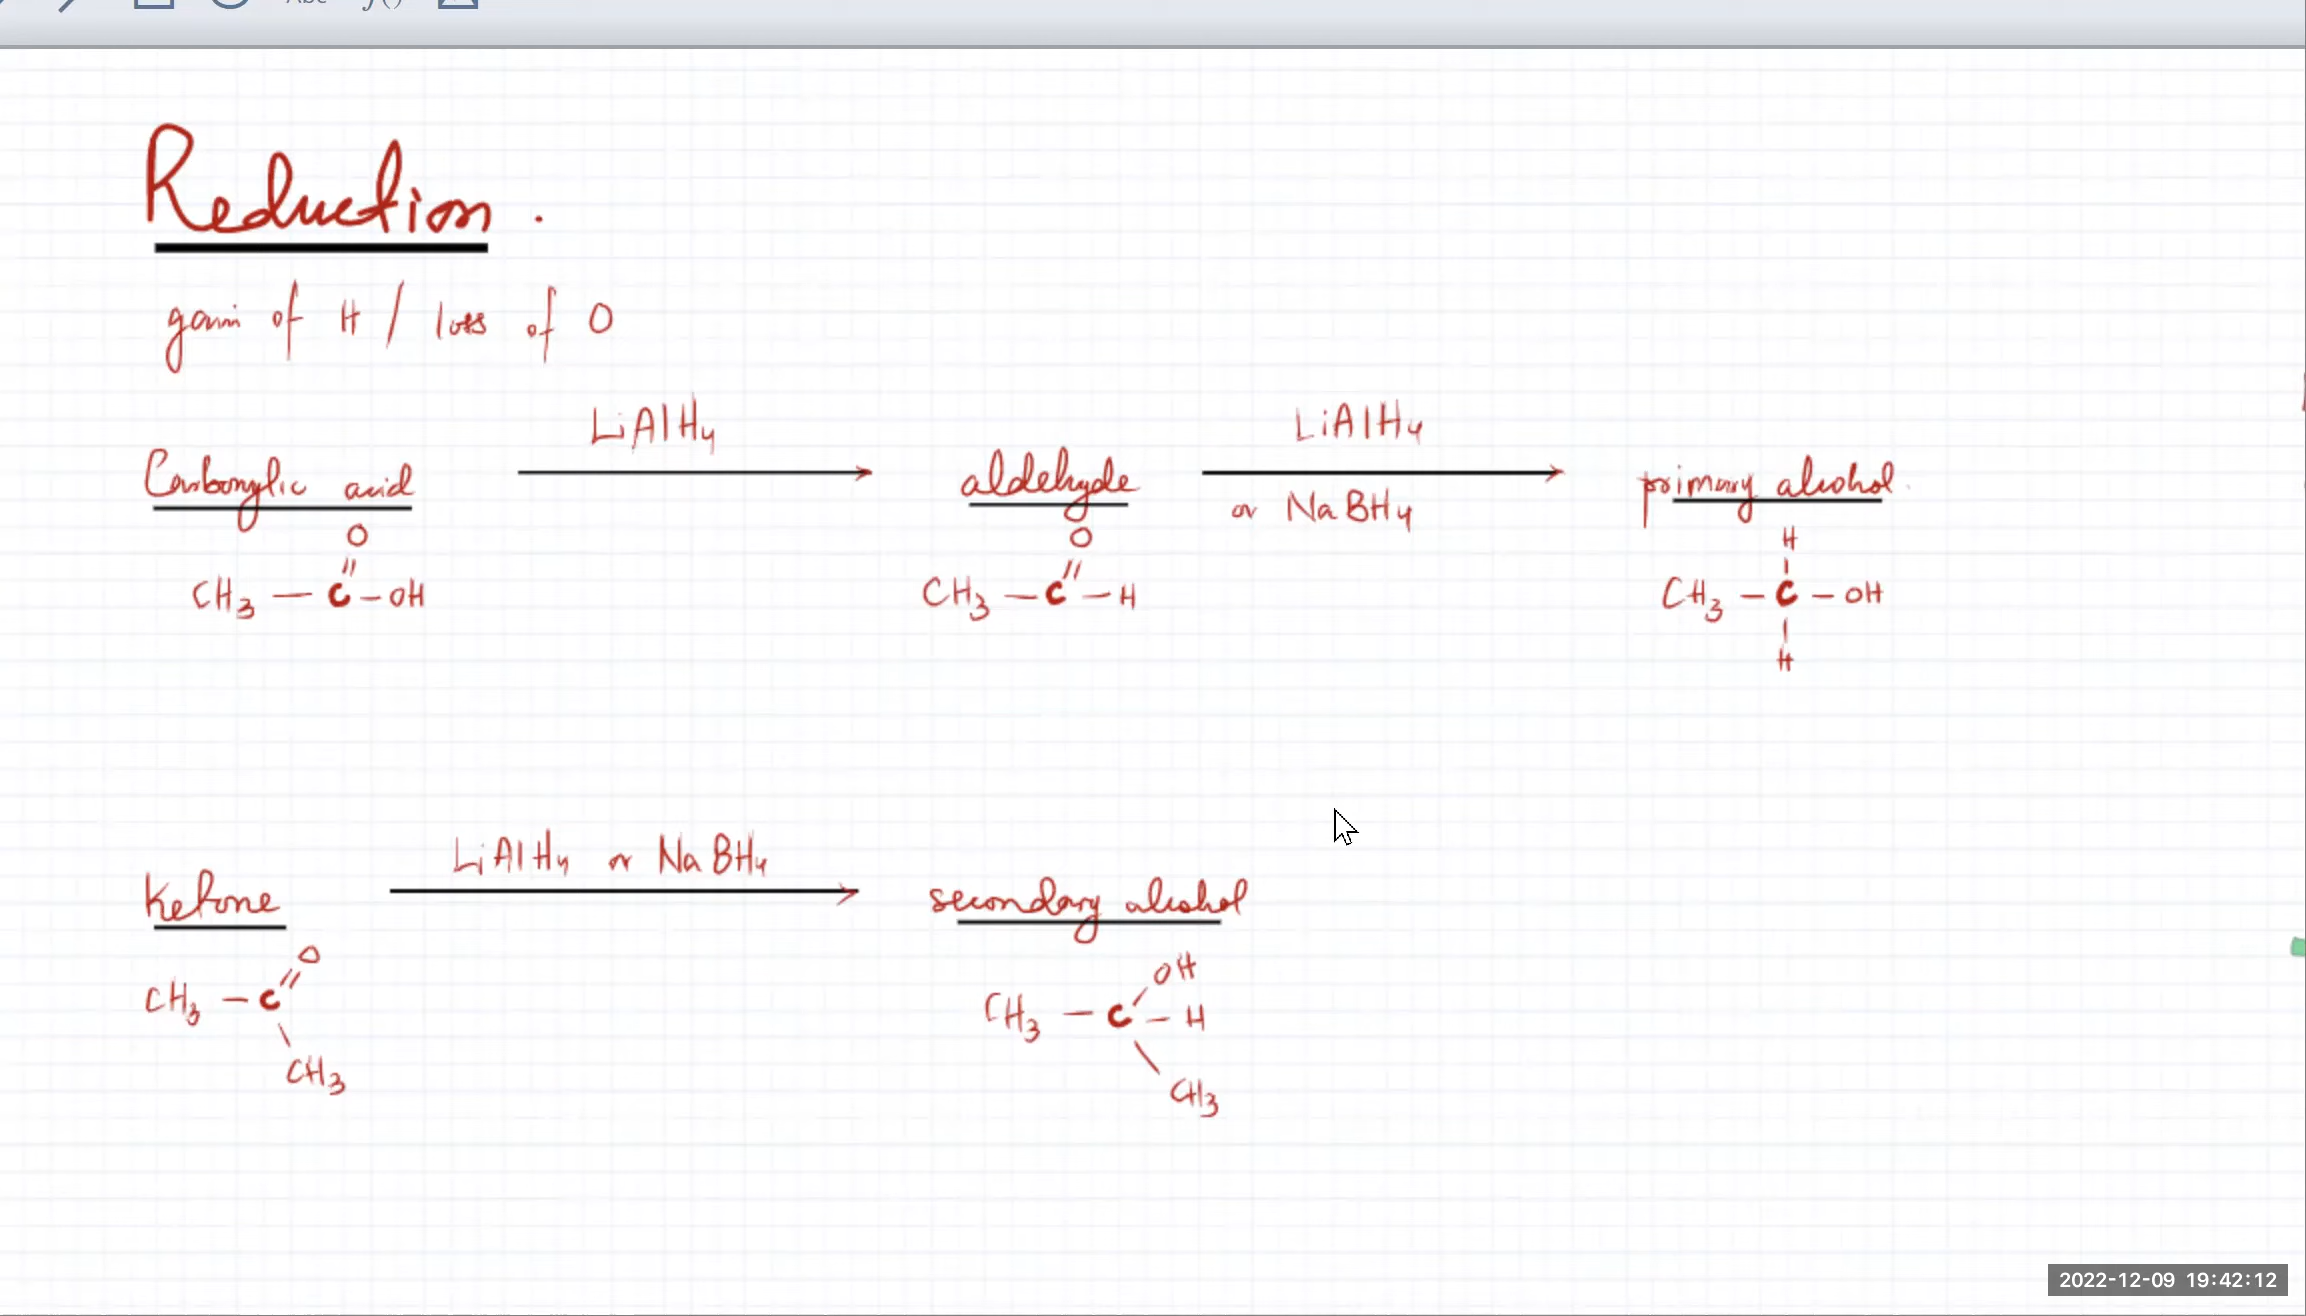 Abc f()
Reduction.
gain of H / loss of O
LiAlH4 LiAlH4
Carboxylic acid aldehyde or NaBH4 primary alcohol.
O O H
CH3 — C — OH CH3 — C — H CH3 — C — OH
H
LiAlH4 or NaBH4
Ketone secondary alcohol
O OH
CH3 — C CH3 — C — H
CH3 CH3
2022-12-09 19:42:12